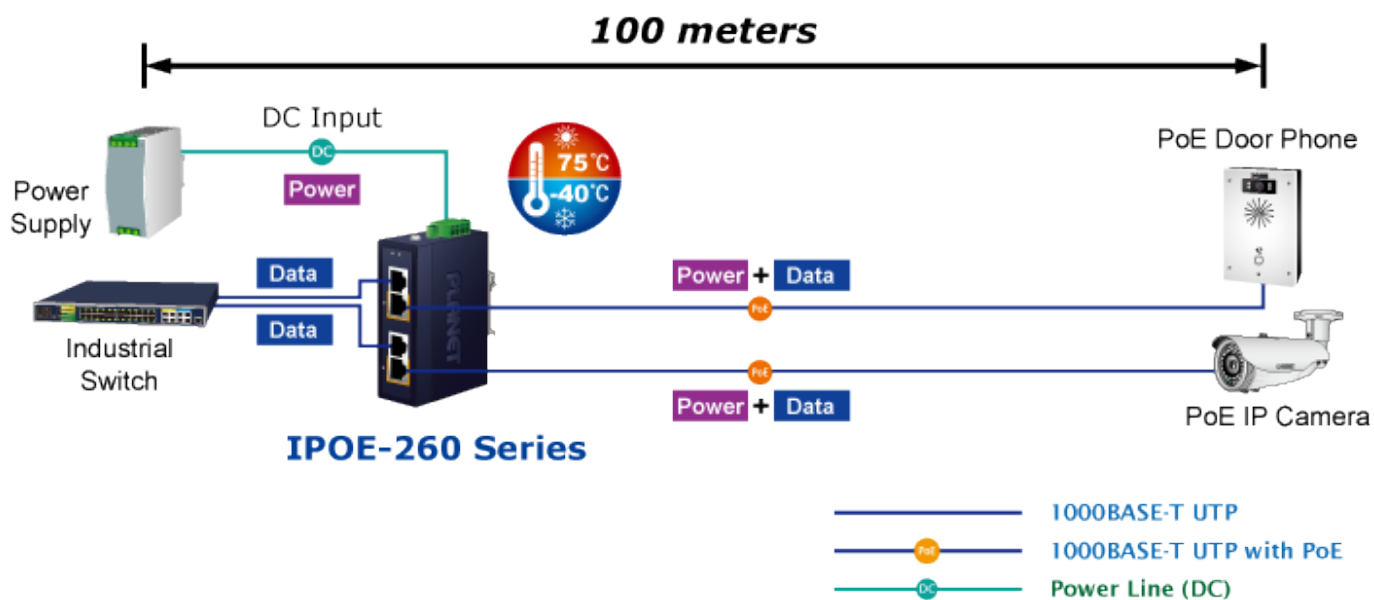 100 meters
DC Input
DC
Power
Power
Supply
75°C
-40°C
PoE Door Phone
Data
Data
Industrial
Switch
PLANET
Power + Data
PoE
PoE
Power + Data
PoE IP Camera
IPOE-260 Series
1000BASE-T UTP
PoE
1000BASE-T UTP with PoE
DC
Power Line (DC)